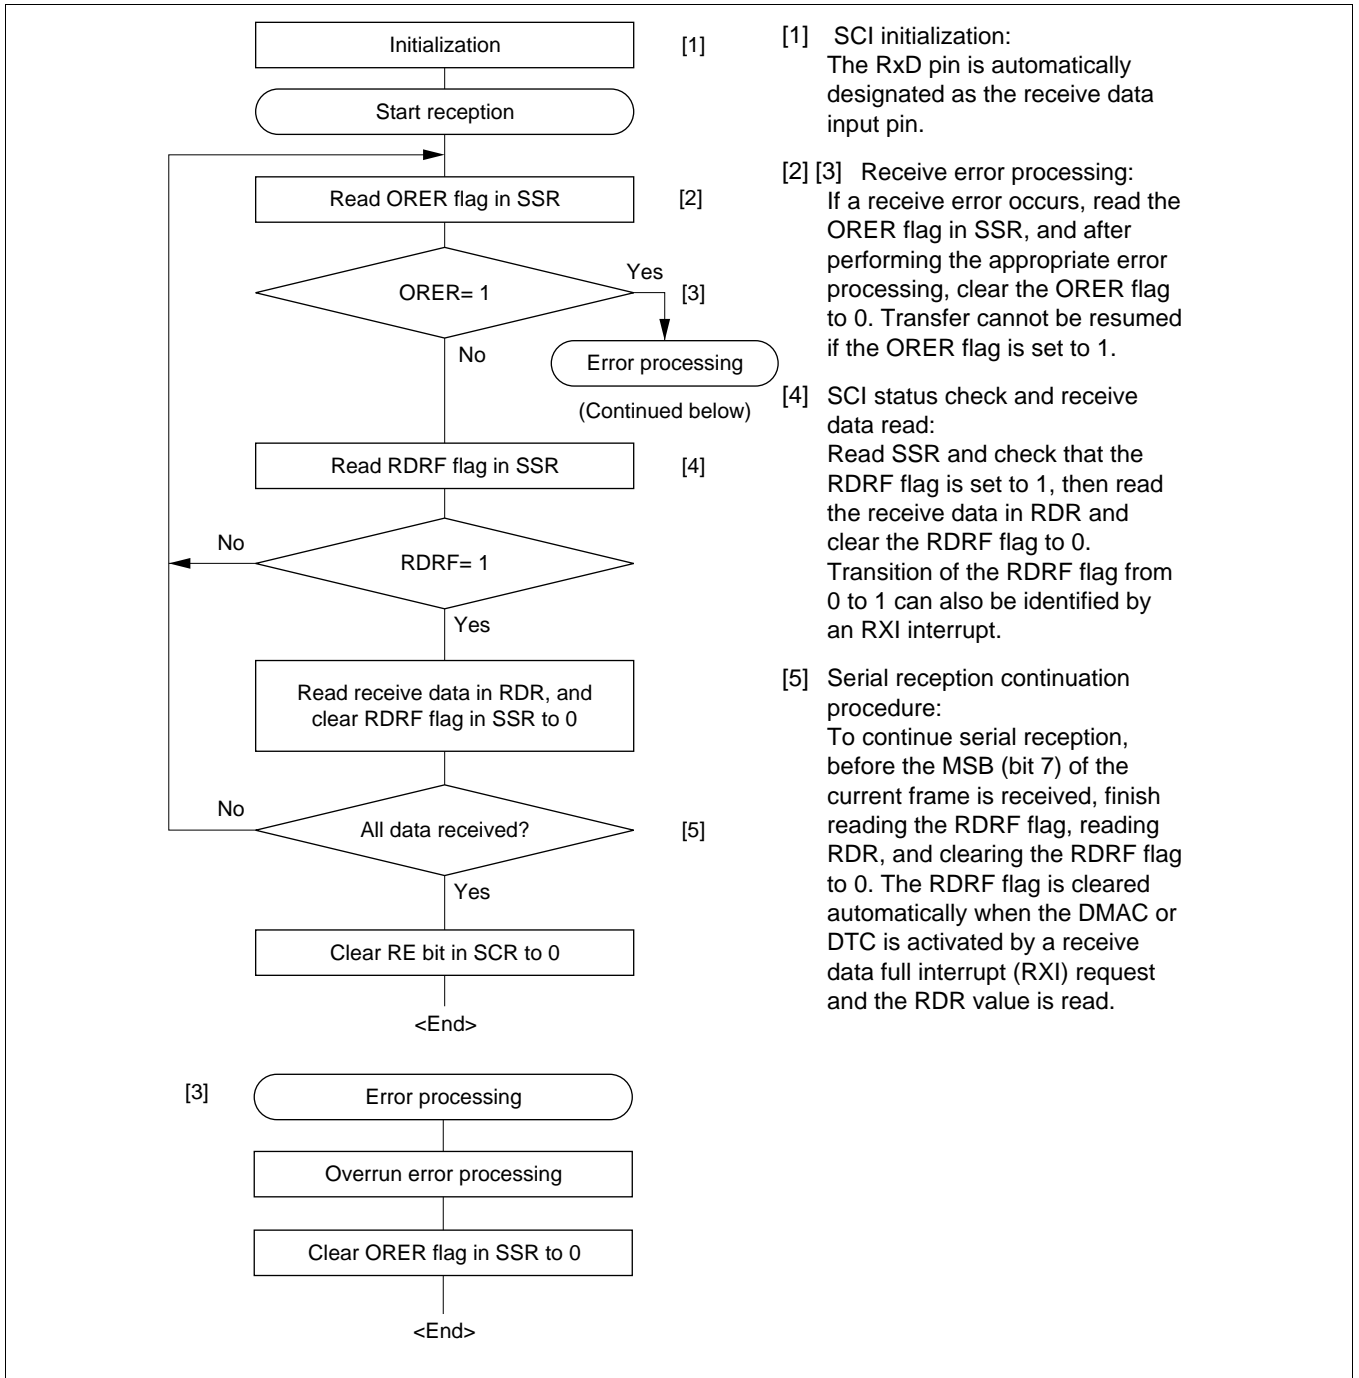 Initialization
[1]
Start reception
Read ORER flag in SSR
[2]
ORER= 1
Yes
[3]
No
Error processing
(Continued below)
Read RDRF flag in SSR
[4]
No
RDRF= 1
Yes
Read receive data in RDR, and
clear RDRF flag in SSR to 0
No
All data received?
[5]
Yes
Clear RE bit in SCR to 0
<End>
[3]
Error processing
Overrun error processing
Clear ORER flag in SSR to 0
<End>
[1] SCI initialization:
The RxD pin is automatically
designated as the receive data
input pin.
[2] [3] Receive error processing:
If a receive error occurs, read the
ORER flag in SSR, and after
performing the appropriate error
processing, clear the ORER flag
to 0. Transfer cannot be resumed
if the ORER flag is set to 1.
[4] SCI status check and receive
data read:
Read SSR and check that the
RDRF flag is set to 1, then read
the receive data in RDR and
clear the RDRF flag to 0.
Transition of the RDRF flag from
0 to 1 can also be identified by
an RXI interrupt.
[5] Serial reception continuation
procedure:
To continue serial reception,
before the MSB (bit 7) of the
current frame is received, finish
reading the RDRF flag, reading
RDR, and clearing the RDRF flag
to 0. The RDRF flag is cleared
automatically when the DMAC or
DTC is activated by a receive
data full interrupt (RXI) request
and the RDR value is read.